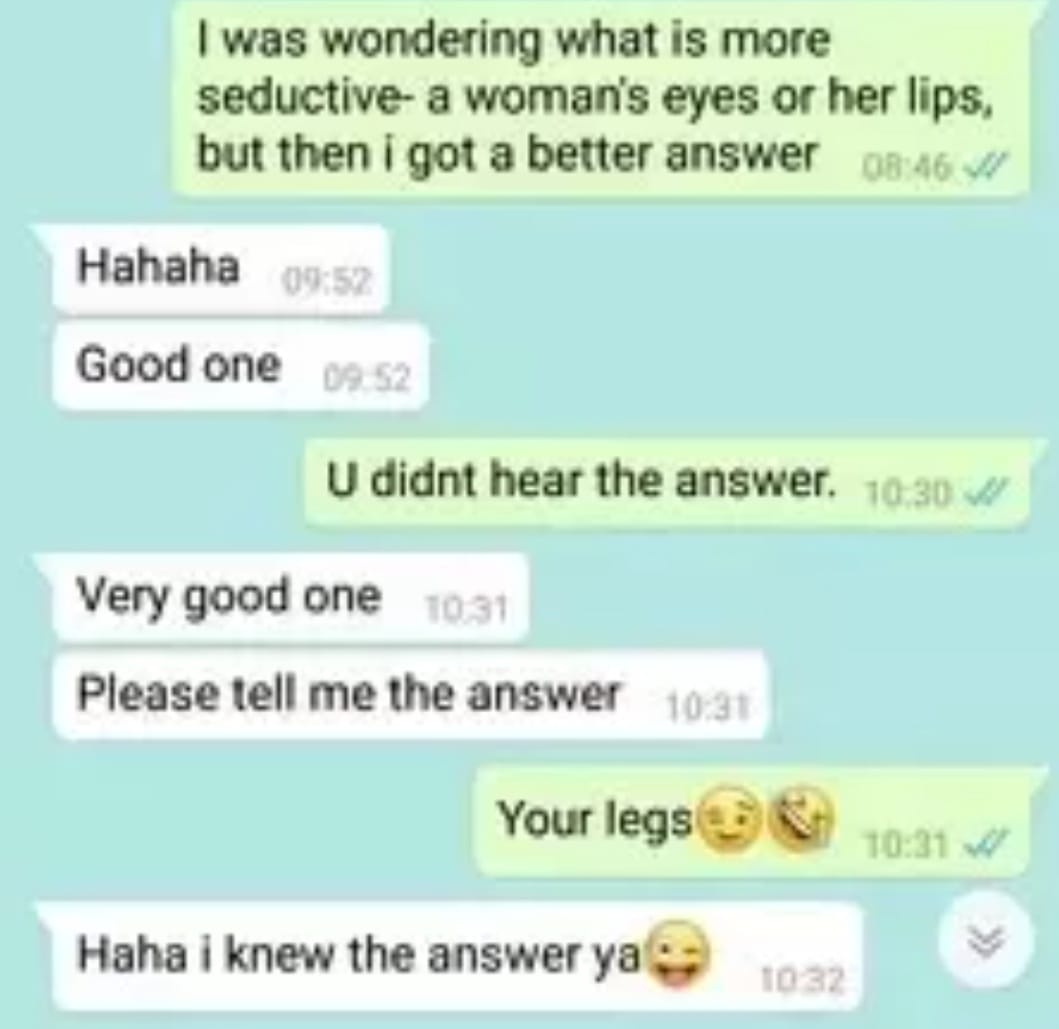 I was wondering what is more
seductive- a woman's eyes or her lips,
but then i got a better answer 08:46
Hahaha 09:52
Good one 09:52
U didnt hear the answer. 10:30
Very good one 10:31
Please tell me the answer 10:31
Your legs😉🤣 10:31
Haha i knew the answer ya😜 10:32